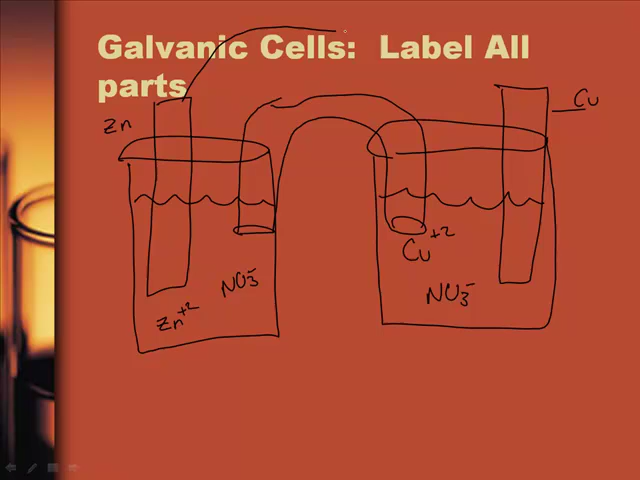 Galvanic Cells: Label All
parts
Zn
Cu
Cu+2
NO3-
NO3-
Zn+2